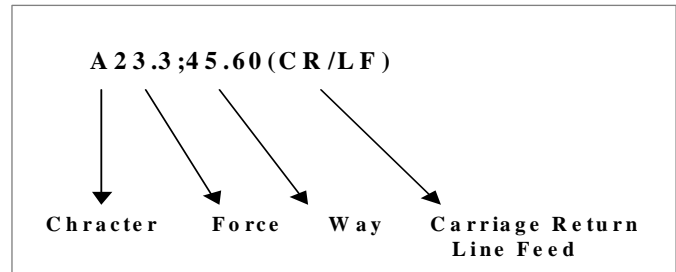 A23.3;45.60(CR/LF)
Chracter Force Way Carriage Return
Line Feed